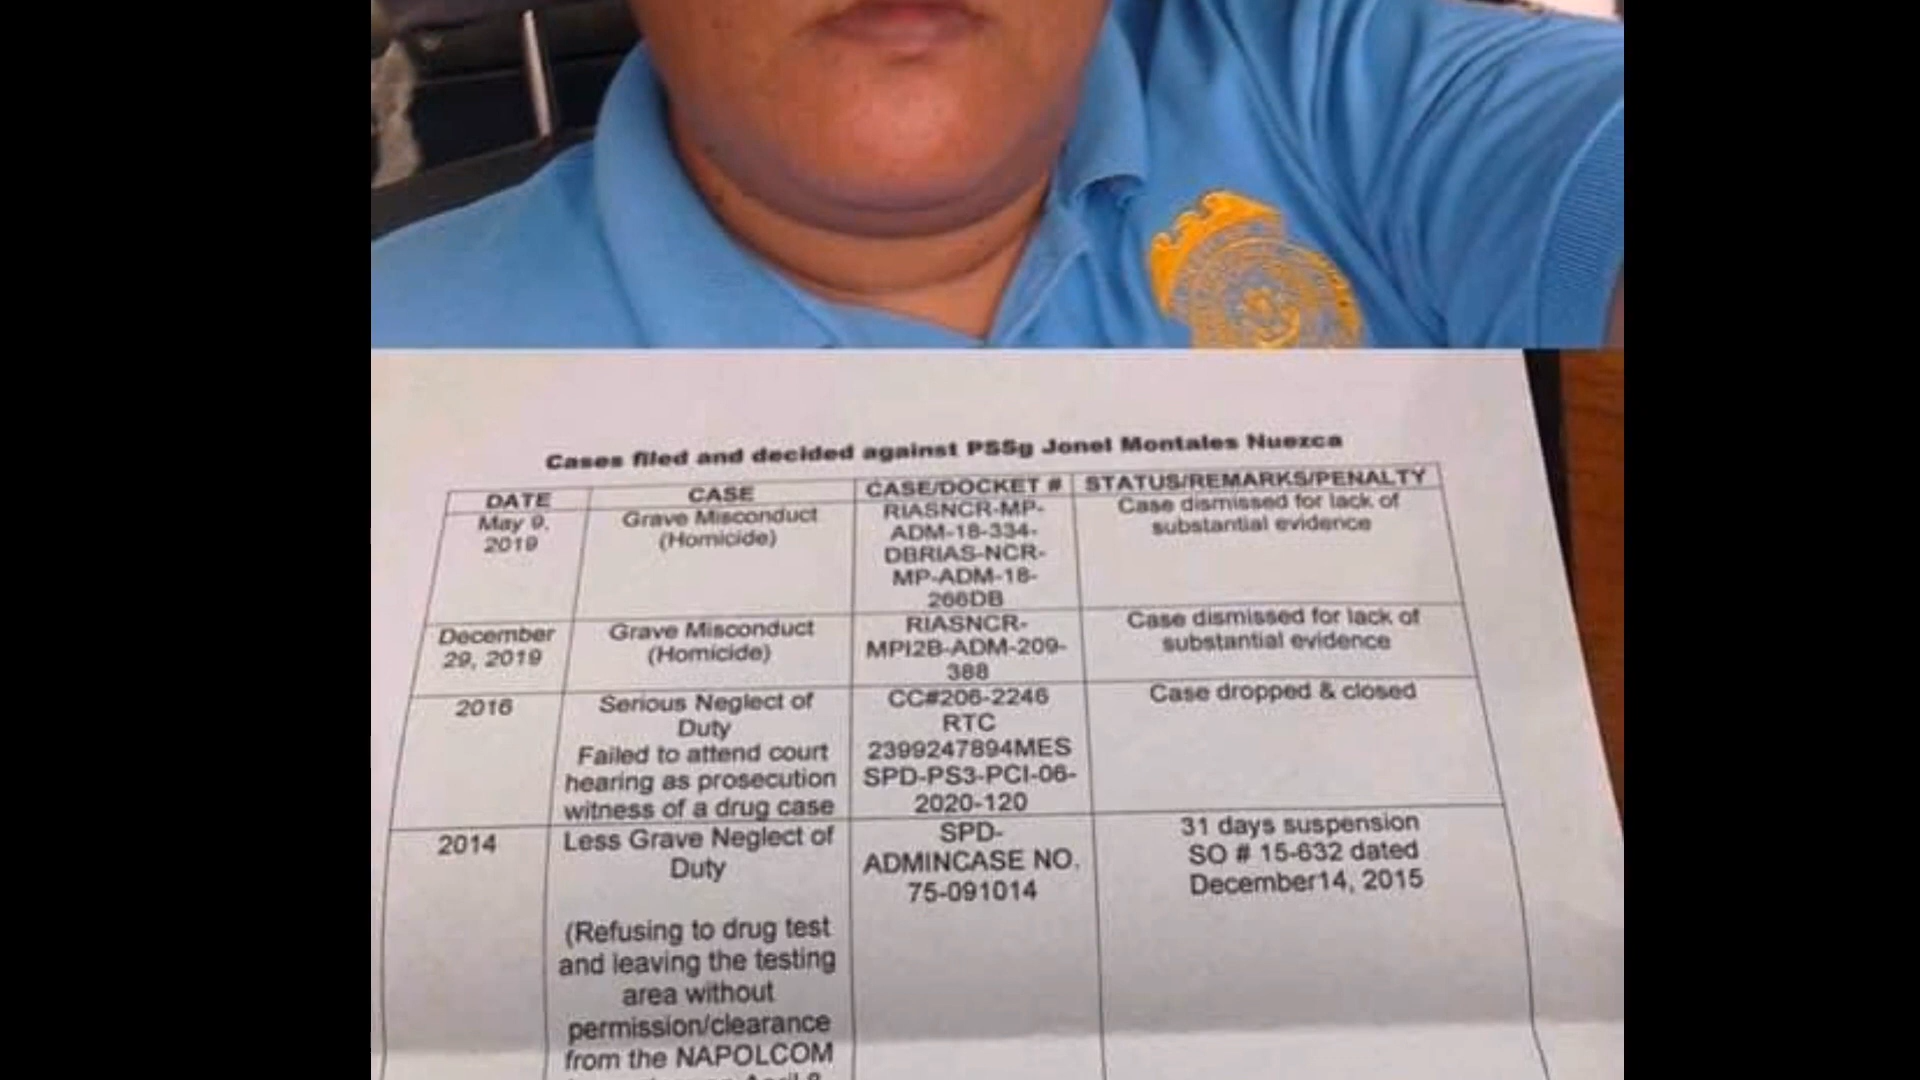 Cases filed and decided against PSSg Jonel Montales Nuezca
DATE CASE CASE/DOCKET # STATUS/REMARKS/PENALTY
May 9,
2019
Grave Misconduct
(Homicide)
RIASNCR-MP-
ADM-18-334-
DBRIAS-NCR-
MP-ADM-18-
266DB
Case dismissed for lack of
substantial evidence
December
29, 2019
Grave Misconduct
(Homicide)
RIASNCR-
MPI2B-ADM-209-
388
Case dismissed for lack of
substantial evidence
2016
Serious Neglect of
Duty
Failed to attend court
hearing as prosecution
witness of a drug case
CC#206-2246
RTC
2399247894MES
SPD-PS3-PCI-06-
2020-120
Case dropped & closed
2014
Less Grave Neglect of
Duty
(Refusing to drug test
and leaving the testing
area without
permission/clearance
from the NAPOLCOM
SPD-
ADMINCASE NO.
75-091014
31 days suspension
SO # 15-632 dated
December14, 2015